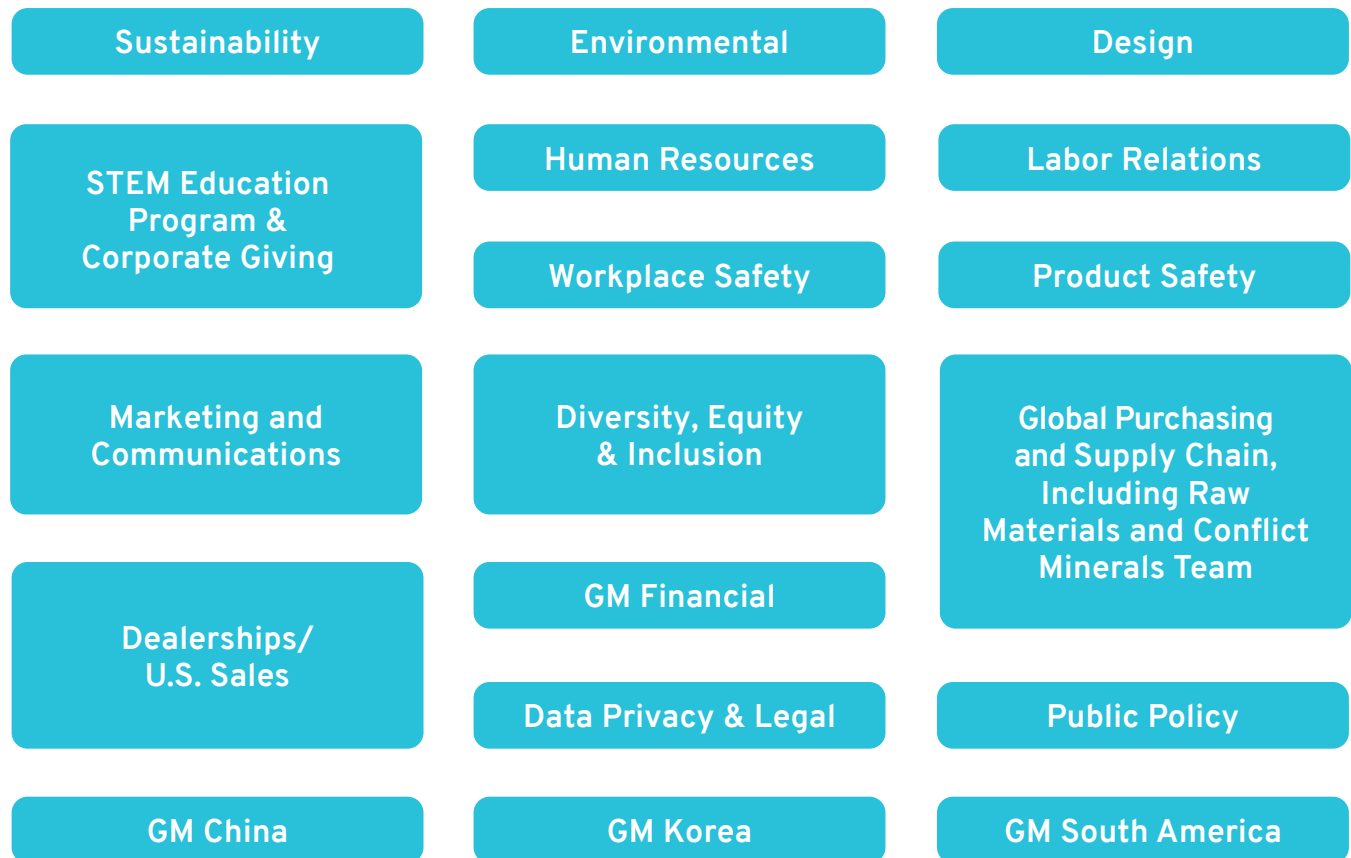 Sustainability
Environmental
Design
STEM Education
Program &
Corporate Giving
Human Resources
Labor Relations
Workplace Safety
Product Safety
Marketing and
Communications
Diversity, Equity
& Inclusion
Global Purchasing
and Supply Chain,
Including Raw
Materials and Conflict
Minerals Team
Dealerships/
U.S. Sales
GM Financial
Data Privacy & Legal
Public Policy
GM China
GM Korea
GM South America